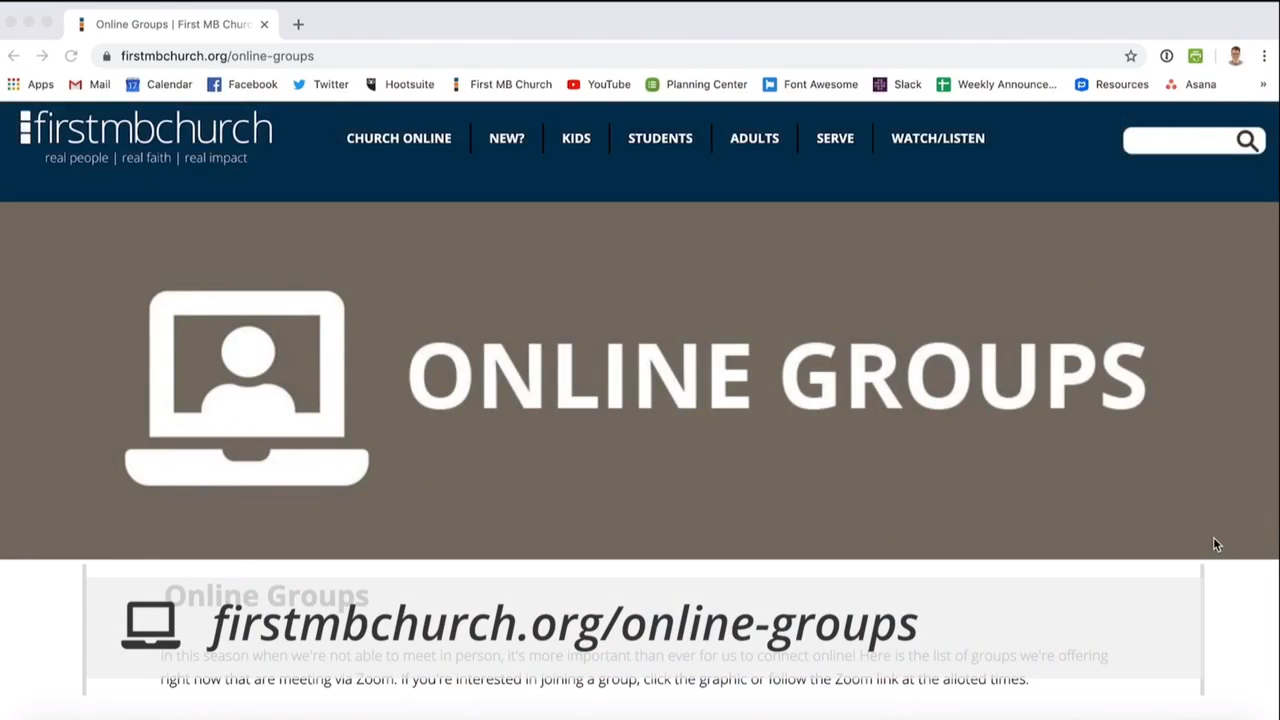 Online Groups | First MB Churc
firstmbchurch.org/online-groups
Apps Mail Calendar Facebook Twitter Hootsuite First MB Church YouTube Planning Center Font Awesome Slack Weekly Announce... Resources Asana »
17
firstmbchurch
real people | real faith | real impact
CHURCH ONLINE NEW? KIDS STUDENTS ADULTS SERVE WATCH/LISTEN
ONLINE GROUPS
Online Groups
firstmbchurch.org/online-groups
In this season when we're not able to meet in person, it's more important than ever for us to connect online! Here is the list of groups we're offering
right now that are meeting via Zoom. If you're interested in joining a group, click the graphic or follow the Zoom link at the alloted times.